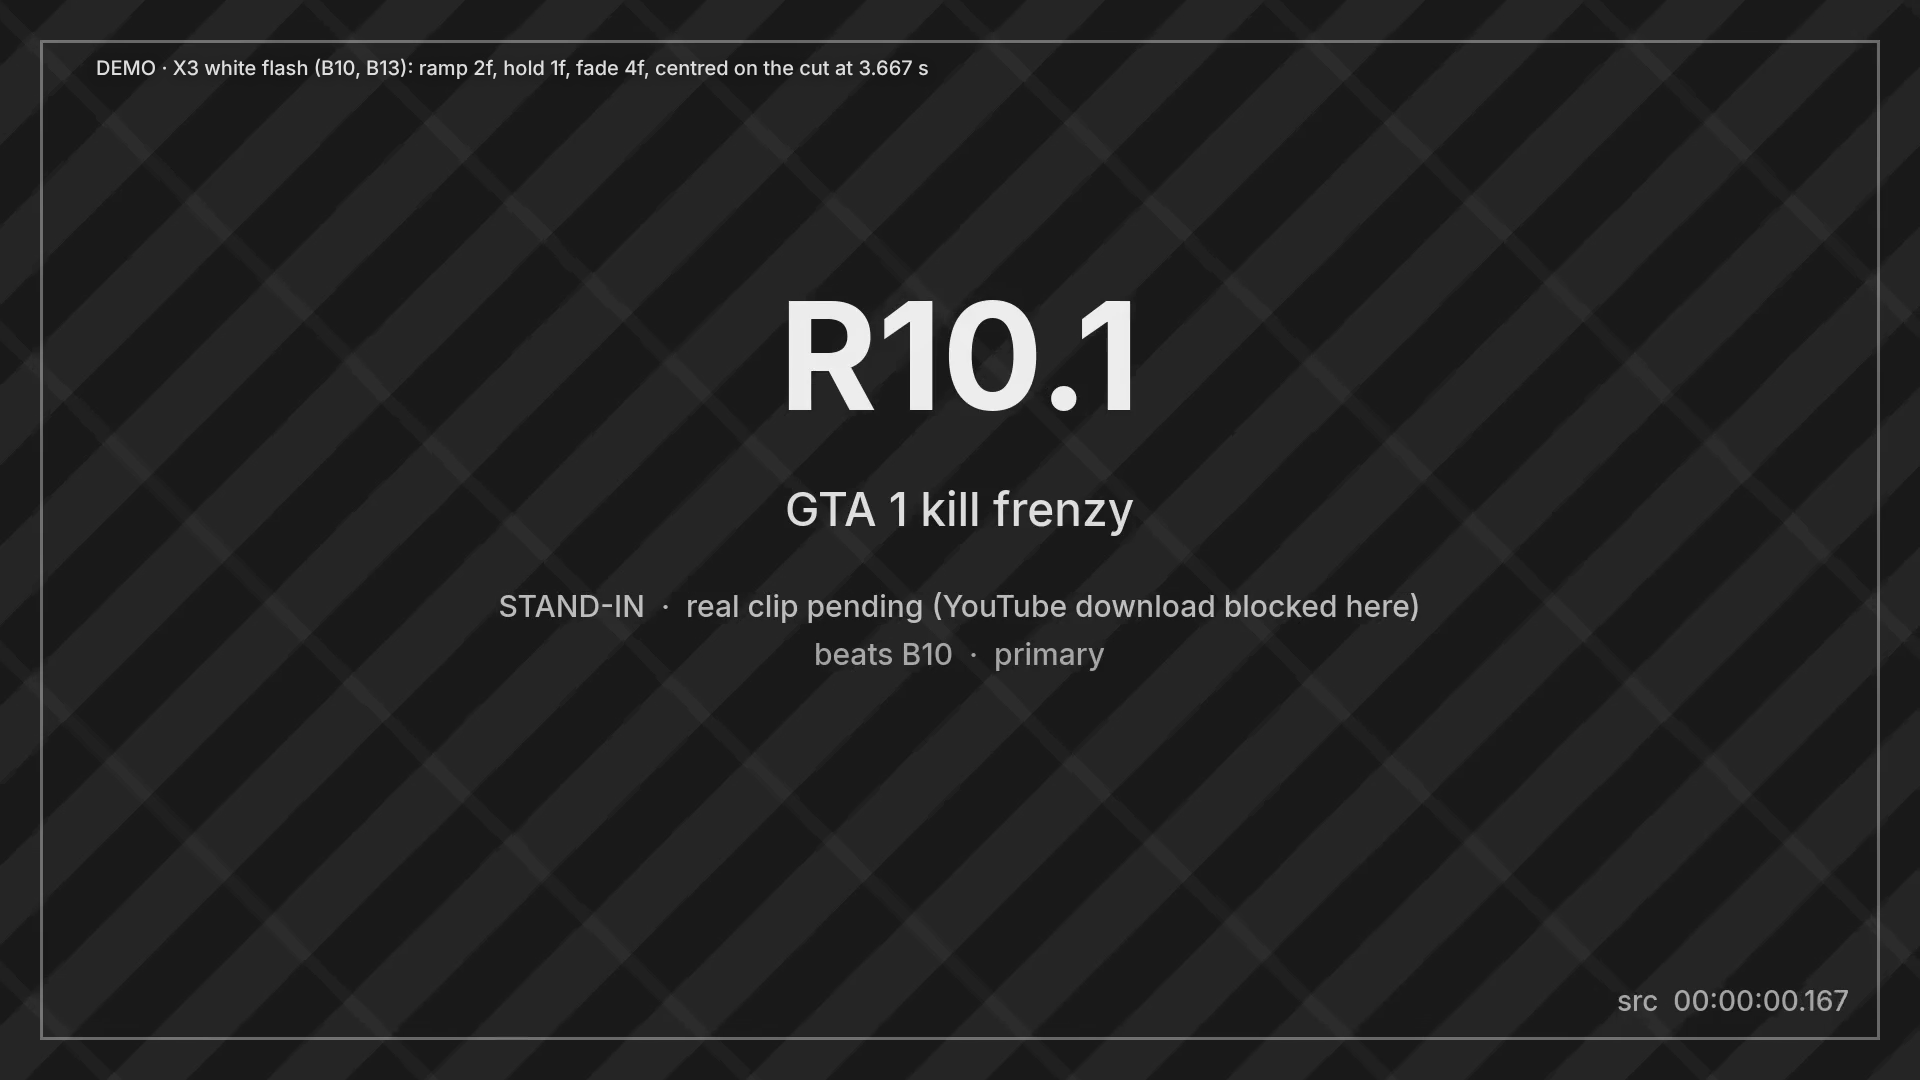 DEMO · X3 white flash (B10, B13): ramp 2f, hold 1f, fade 4f, centred on the cut at 3.667 s
R10.1
GTA 1 kill frenzy
STAND-IN · real clip pending (YouTube download blocked here)
beats B10 · primary
src 00:00:00.167